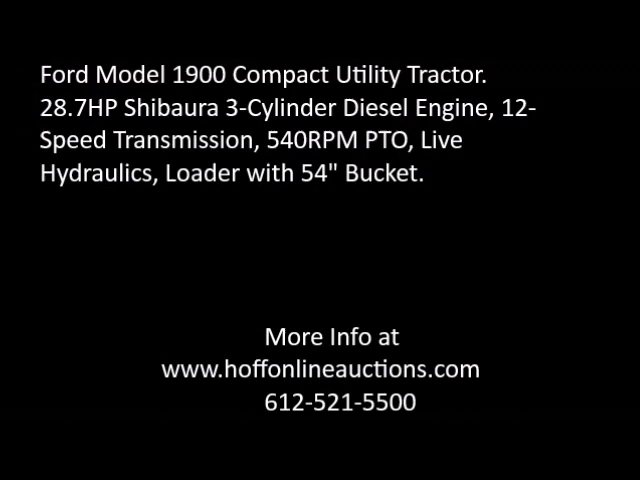 Ford Model 1900 Compact Utility Tractor.
28.7HP Shibaura 3-Cylinder Diesel Engine, 12-
Speed Transmission, 540RPM PTO, Live
Hydraulics, Loader with 54" Bucket.
More Info at
www.hoffonlineauctions.com
612-521-5500